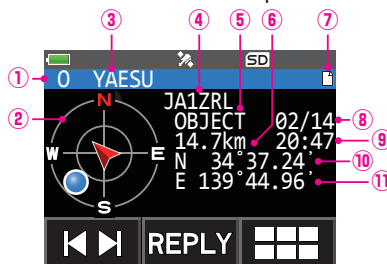 ③ ④ ⑤ ⑥ ⑦
SD
① O YAESU
② N W E S
JA1ZRL
OBJECT 02/14 ⑧
14.7km 20:47 ⑨
N 34°37.24' ⑩
E 139°44.96' ⑪
REPLY